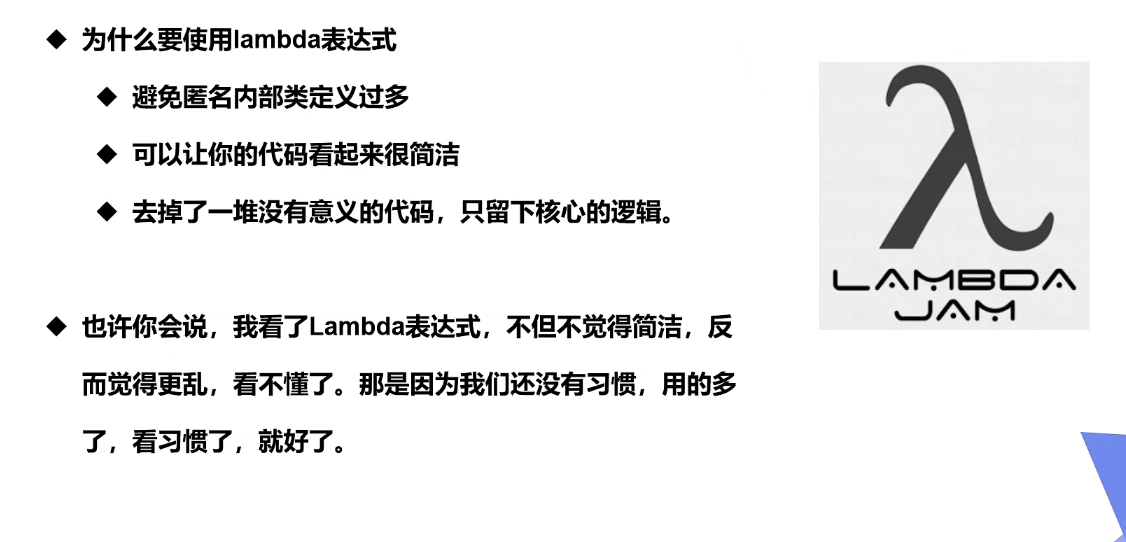 ◆ 为什么要使用lambda表达式
◆ 避免匿名内部类定义过多
◆ 可以让你的代码看起来很简洁
◆ 去掉了一堆没有意义的代码，只留下核心的逻辑。
◆ 也许你会说，我看了Lambda表达式，不但不觉得简洁，反
而觉得更乱，看不懂了。那是因为我们还没有习惯，用的多
了，看习惯了，就好了。
λ
LAMBDA
JAM